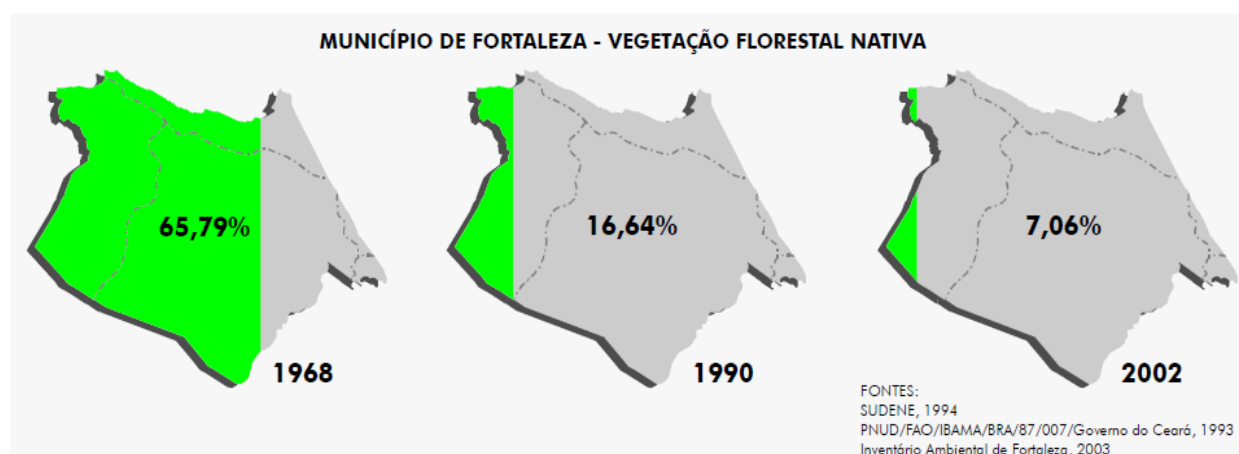 MUNICÍPIO DE FORTALEZA - VEGETAÇÃO FLORESTAL NATIVA
65,79%
16,64%
7,06%
1968
1990
2002
FONTES:
SUDENE, 1994
PNUD/FAO/IBAMA/BRA/87/007/Governo do Ceará, 1993
Inventário Ambiental de Fortaleza, 2003